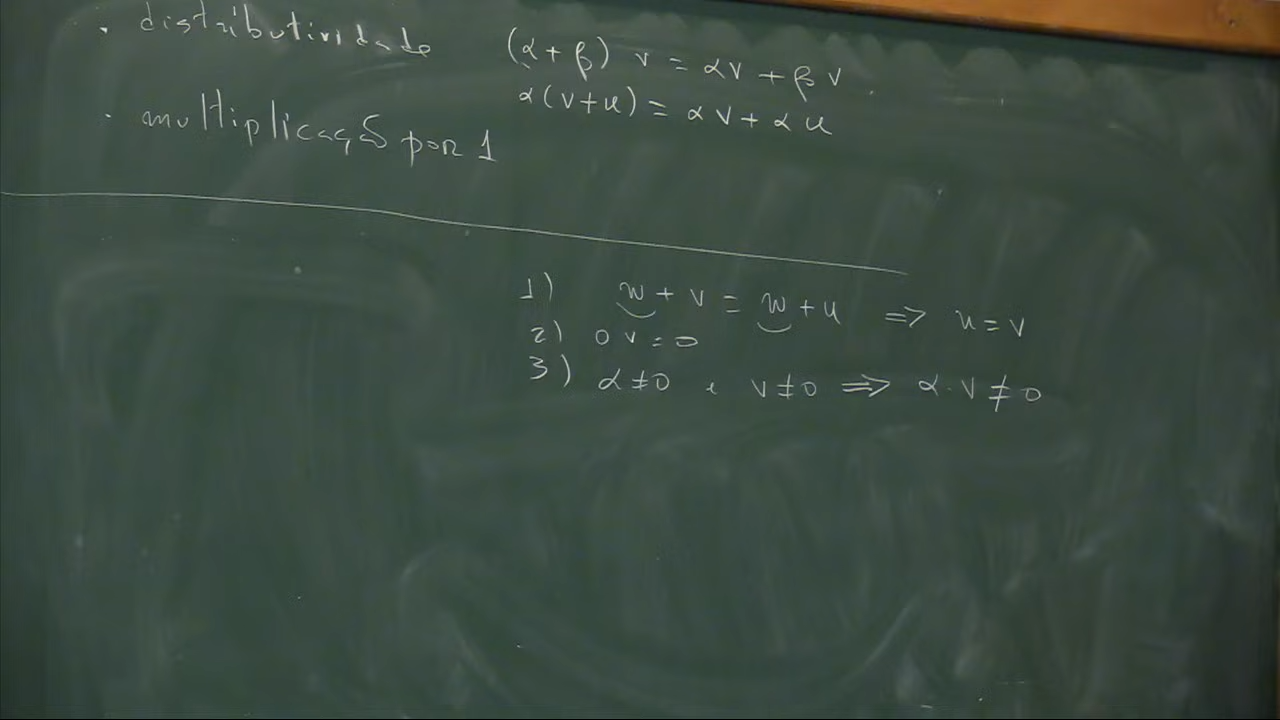 · distributividade (α + β) v = αv + βv
α(v+u) = αv + αu
· multiplicação por 1
1) w + v = w + u => u = v
2) 0 v = 0
3) α ≠ 0 e v ≠ 0 => α · v ≠ 0